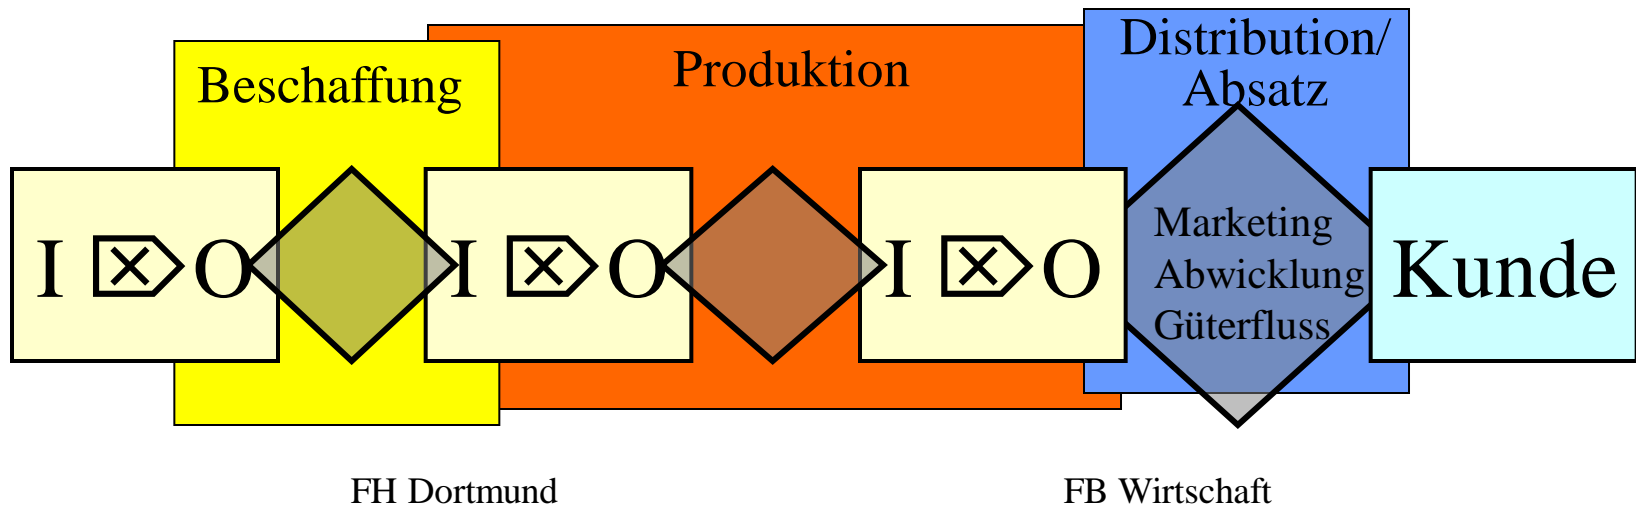 Beschaffung
Produktion
Distribution/
Absatz
I O
I O
I O
Marketing
Abwicklung
Güterfluss
Kunde
FH Dortmund
FB Wirtschaft